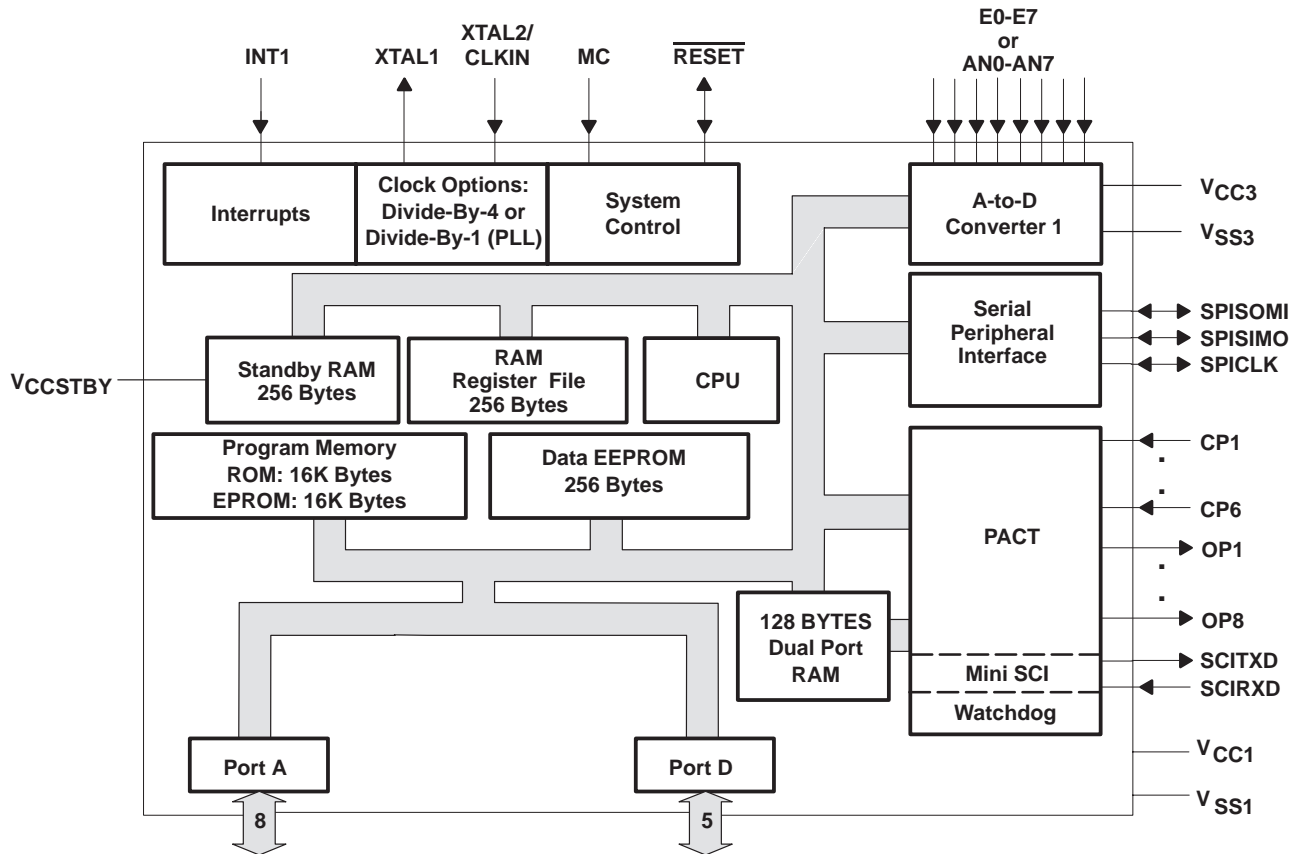 E0-E7
or
AN0-AN7
INT1
XTAL1
XTAL2/
CLKIN
MC
RESET
Interrupts
Clock Options:
Divide-By-4 or
Divide-By-1 (PLL)
System
Control
A-to-D
Converter 1
VCC3
VSS3
Serial
Peripheral
Interface
SPISOMI
SPISIMO
SPICLK
VCCSTBY
Standby RAM
256 Bytes
RAM
Register File
256 Bytes
CPU
Program Memory
ROM: 16K Bytes
EPROM: 16K Bytes
Data EEPROM
256 Bytes
PACT
CP1
CP6
OP1
OP8
128 BYTES
Dual Port
RAM
Mini SCI
Watchdog
SCITXD
SCIRXD
Port A
Port D
VCC1
VSS1
8
5